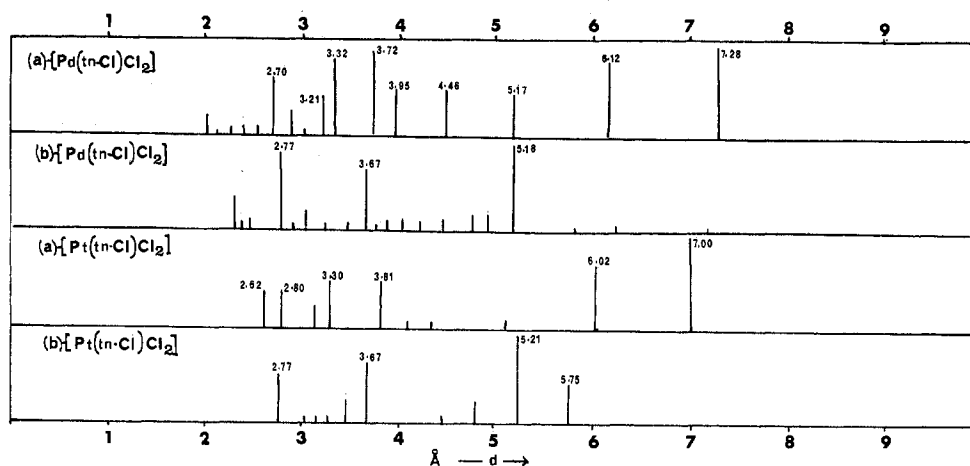 1 2 3 4 5 6 7 8 9
(a)-[Pd(tn-Cl)Cl₂]
2.70 3.21 3.32 3.72 3.95 4.46 5.17 6.12 7.28
(b)-[Pd(tn-Cl)Cl₂]
2.77 3.67 5.18
(a)-[Pt(tn-Cl)Cl₂]
2.62 2.80 3.30 3.81 6.02 7.00
(b)-[Pt(tn-Cl)Cl₂]
2.77 3.67 5.21 5.75
1 2 3 4 5 6 7 8 9
Å — d →